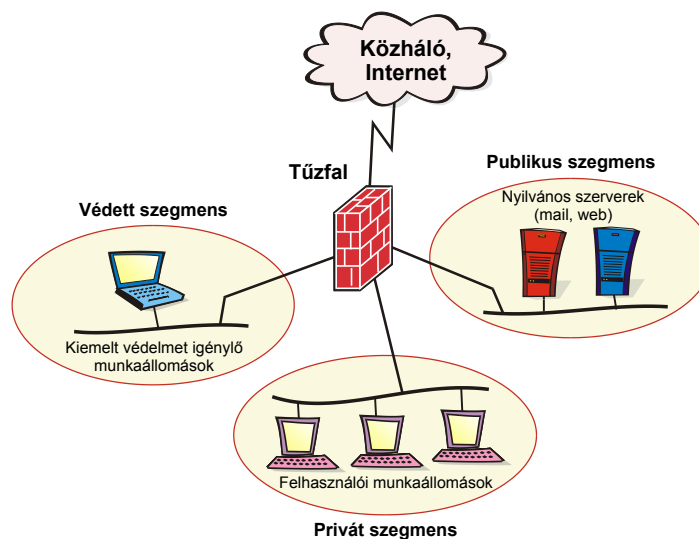 Közháló,
Internet
Tűzfal
Publikus szegmens
Nyilvános szerverek
(mail, web)
Védett szegmens
Kiemelt védelmet igénylő
munkaállomások
Felhasználói munkaállomások
Privát szegmens